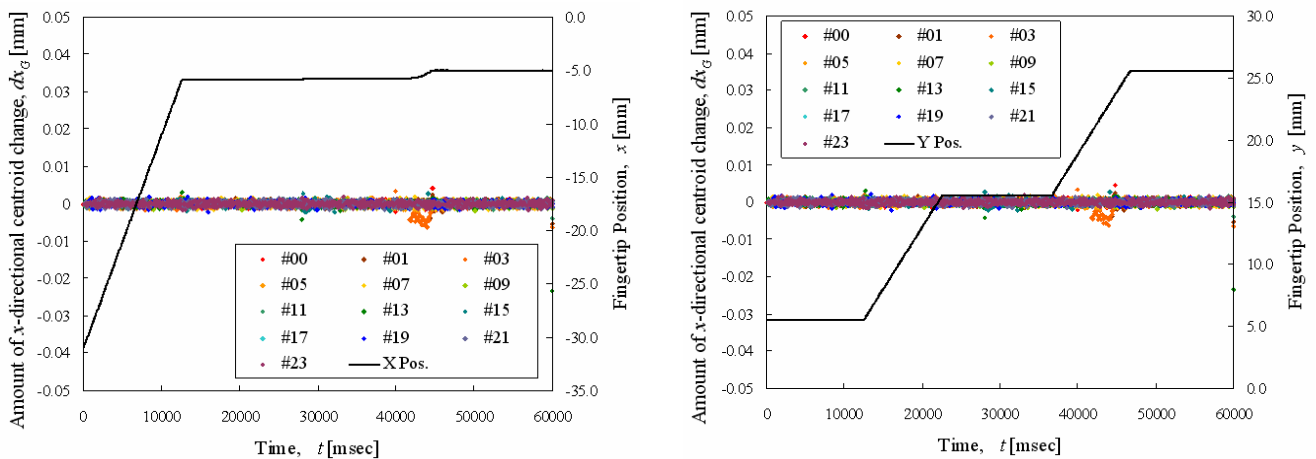 Amount of x-directional centroid change, dx_G [mm]
0.05
0.04
0.03
0.02
0.01
0
-0.01
-0.02
-0.03
-0.04
-0.05
0.0
-5.0
-10.0
-15.0
-20.0
-25.0
-30.0
-35.0
Fingertip Position, x [mm]
#00 #01 #03
#05 #07 #09
#11 #13 #15
#17 #19 #21
#23 X Pos.
0 10000 20000 30000 40000 50000 60000
Time, t [msec]
Amount of x-directional centroid change, dx_G [mm]
0.05
0.04
0.03
0.02
0.01
0
-0.01
-0.02
-0.03
-0.04
-0.05
#00 #01 #03
#05 #07 #09
#11 #13 #15
#17 #19 #21
#23 Y Pos.
30.0
25.0
20.0
15.0
10.0
5.0
0.0
Fingertip Position, y [mm]
0 10000 20000 30000 40000 50000 60000
Time, t [msec]